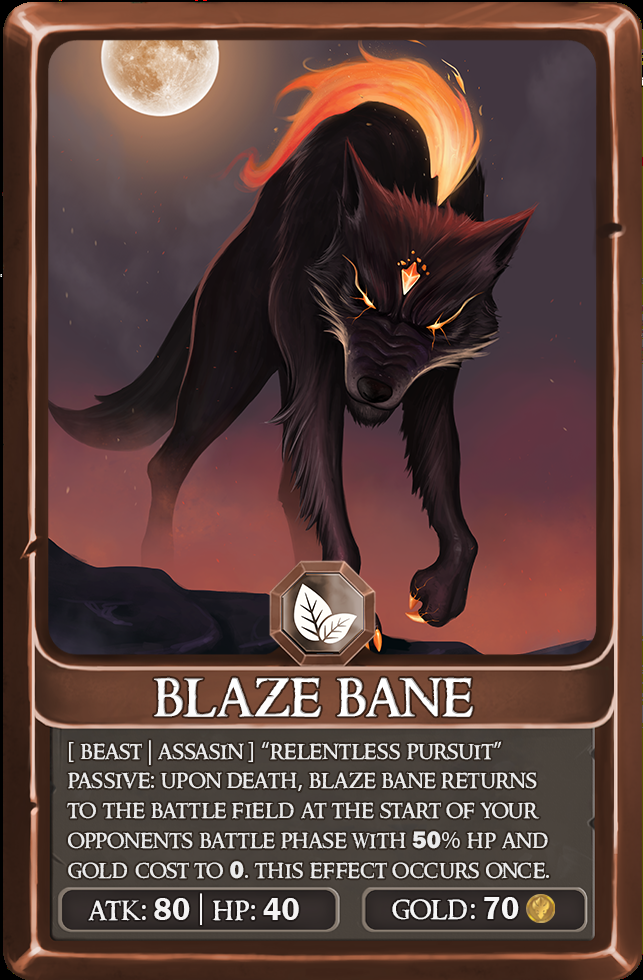 BLAZE BANE
[ BEAST | ASSASIN ] “RELENTLESS PURSUIT”
PASSIVE: UPON DEATH, BLAZE BANE RETURNS
TO THE BATTLE FIELD AT THE START OF YOUR
OPPONENTS BATTLE PHASE WITH 50% HP AND
GOLD COST TO 0. THIS EFFECT OCCURS ONCE.
ATK: 80 | HP: 40 GOLD: 70